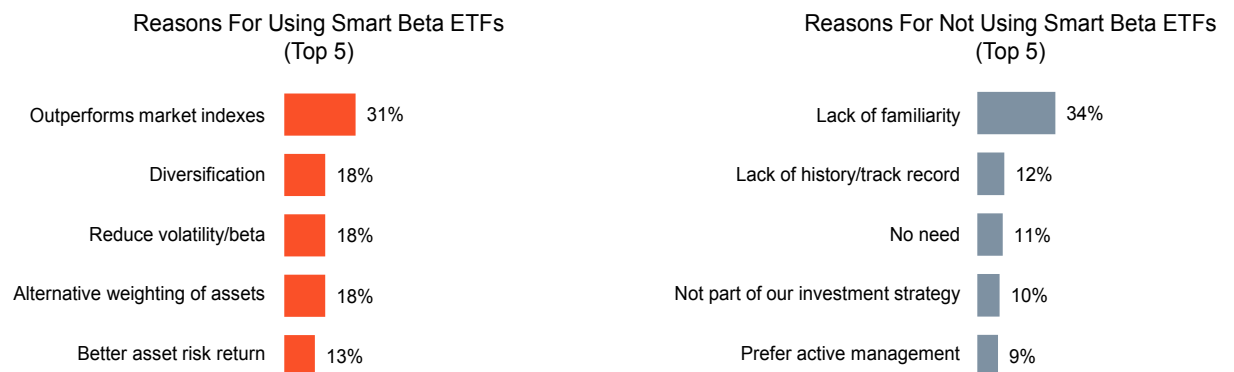 Reasons For Using Smart Beta ETFs
(Top 5)
Outperforms market indexes 31%
Diversification 18%
Reduce volatility/beta 18%
Alternative weighting of assets 18%
Better asset risk return 13%
Reasons For Not Using Smart Beta ETFs
(Top 5)
Lack of familiarity 34%
Lack of history/track record 12%
No need 11%
Not part of our investment strategy 10%
Prefer active management 9%